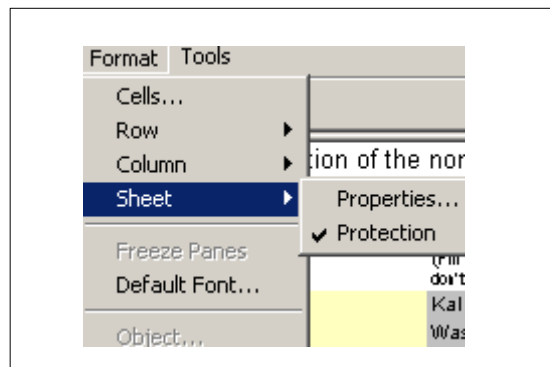 Format Tools
Cells...
Row
Column
tion of the nor
Sheet
Properties...
Protection
Freeze Panes
don't
Default Font...
Kal
Was
Object...